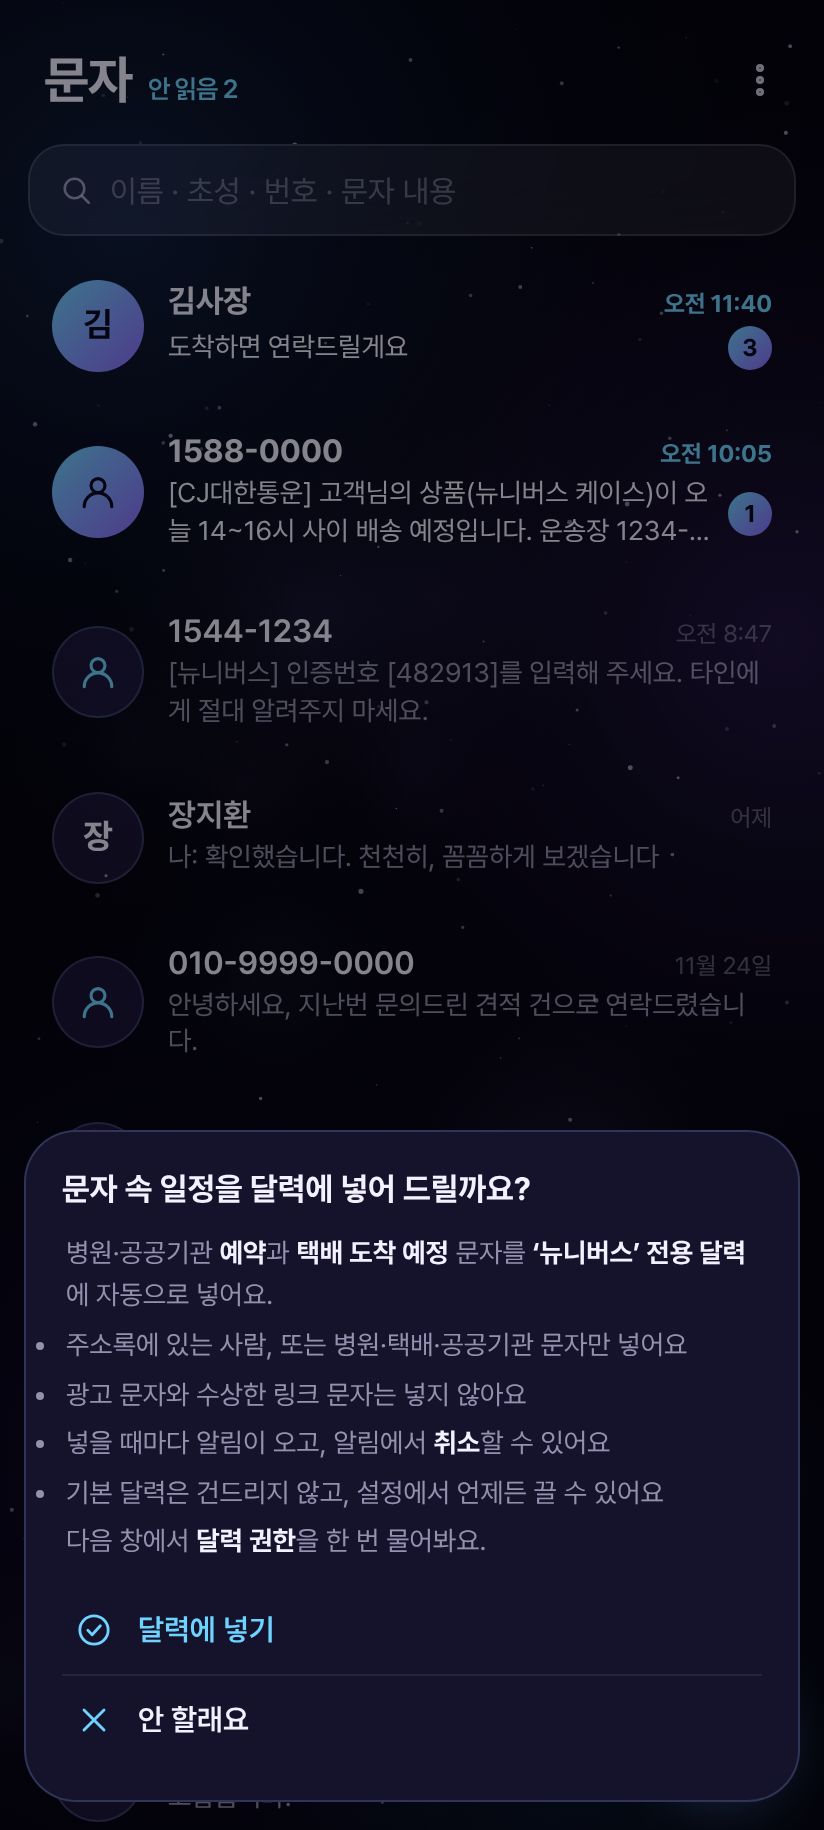 문자 안 읽음 2
이름 · 초성 · 번호 · 문자 내용
김
김사장
오전 11:40
도착하면 연락드릴게요
3
1588-0000
오전 10:05
[CJ대한통운] 고객님의 상품(뉴니버스 케이스)이 오
늘 14~16시 사이 배송 예정입니다. 운송장 1234-...
1
1544-1234
오전 8:47
[뉴니버스] 인증번호 [482913]를 입력해 주세요. 타인에
게 절대 알려주지 마세요.
장
장지환
어제
나: 확인했습니다. 천천히, 꼼꼼하게 보겠습니다
010-9999-0000
11월 24일
안녕하세요, 지난번 문의드린 견적 건으로 연락드렸습니
다.
문자 속 일정을 달력에 넣어 드릴까요?
병원·공공기관 예약과 택배 도착 예정 문자를 ‘뉴니버스’ 전용 달력
에 자동으로 넣어요.
• 주소록에 있는 사람, 또는 병원·택배·공공기관 문자만 넣어요
• 광고 문자와 수상한 링크 문자는 넣지 않아요
• 넣을 때마다 알림이 오고, 알림에서 취소할 수 있어요
• 기본 달력은 건드리지 않고, 설정에서 언제든 끌 수 있어요
다음 창에서 달력 권한을 한 번 물어봐요.
달력에 넣기
안 할래요